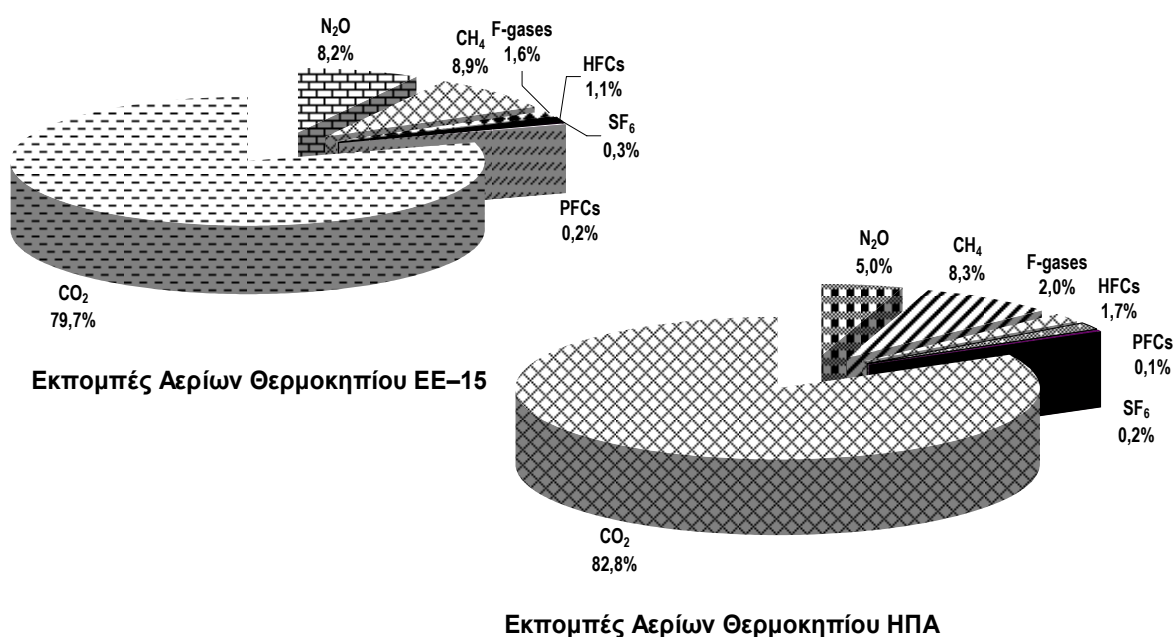 N₂O
8,2%
CH₄
8,9%
F-gases
1,6%
HFCs
1,1%
SF₆
0,3%
PFCs
0,2%
CO₂
79,7%
Εκπομπές Αερίων Θερμοκηπίου ΕΕ–15
N₂O
5,0%
CH₄
8,3%
F-gases
2,0%
HFCs
1,7%
PFCs
0,1%
SF₆
0,2%
CO₂
82,8%
Εκπομπές Αερίων Θερμοκηπίου ΗΠΑ